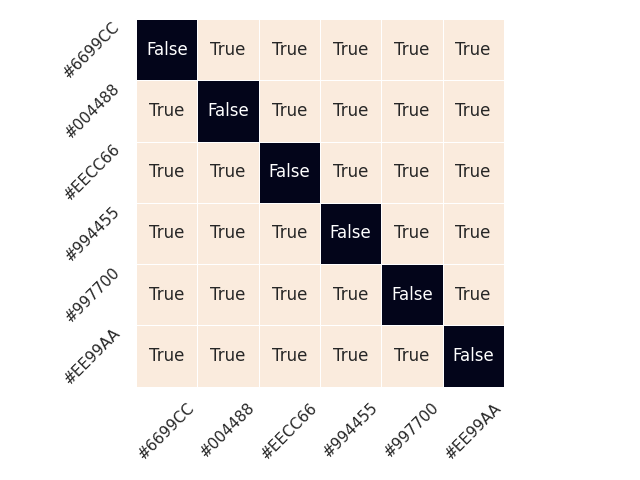 #6699CC False True True True True True
#004488 True False True True True True
#EECC66 True True False True True True
#994455 True True True False True True
#997700 True True True True False True
#EE99AA True True True True True False
#6699CC #004488 #EECC66 #994455 #997700 #EE99AA